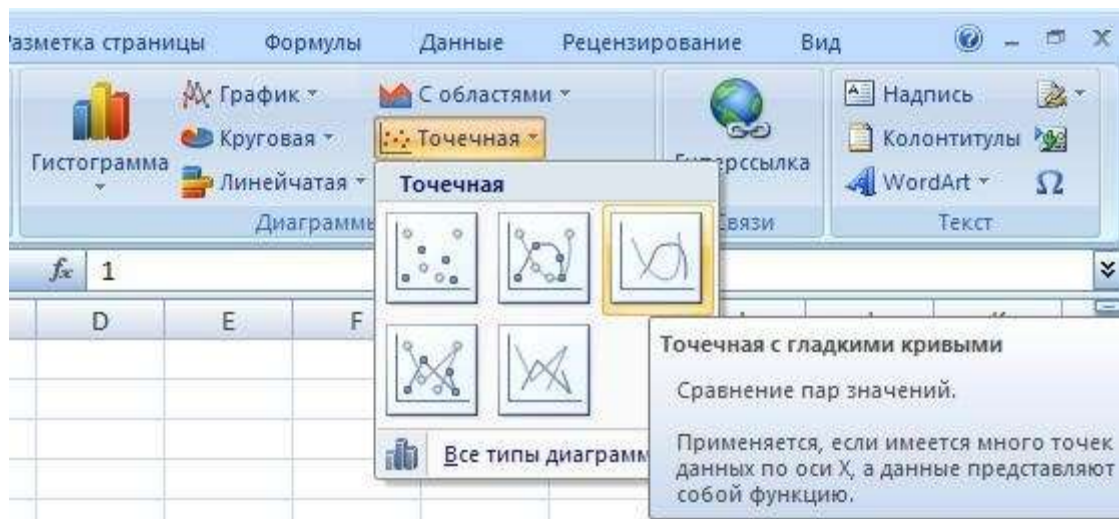 азметка страницы Формулы Данные Рецензирование Вид
Гистограмма
График
Круговая
Линейчатая
С областями
Точечная
Диаграммы
Гиперссылка
Связи
Надпись
Колонтитулы
WordArt
Ω
Текст
Точечная
fx 1
D E F
Все типы диаграмм
Точечная с гладкими кривыми
Сравнение пар значений.
Применяется, если имеется много точек
данных по оси X, а данные представляют
собой функцию.